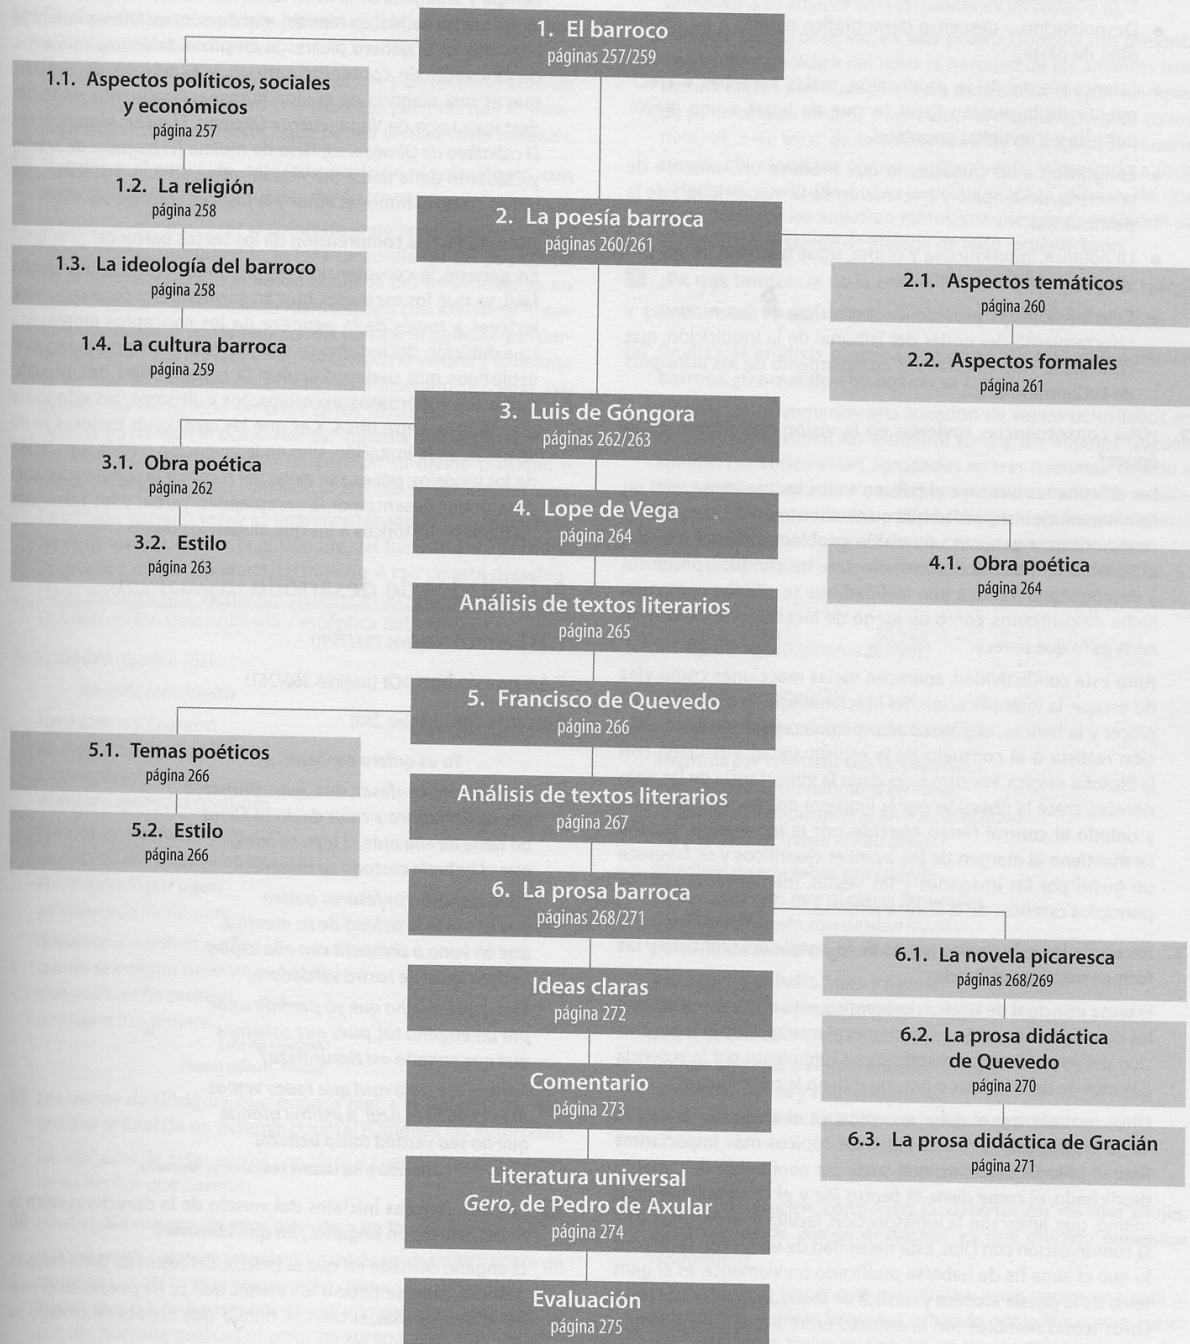 1. El barroco
páginas 257/259
1.1. Aspectos políticos, sociales
y económicos
página 257
1.2. La religión
página 258
1.3. La ideología del barroco
página 258
1.4. La cultura barroca
página 259
2. La poesía barroca
páginas 260/261
2.1. Aspectos temáticos
página 260
2.2. Aspectos formales
página 261
3. Luis de Góngora
páginas 262/263
3.1. Obra poética
página 262
3.2. Estilo
página 263
4. Lope de Vega
página 264
4.1. Obra poética
página 264
Análisis de textos literarios
página 265
5. Francisco de Quevedo
página 266
5.1. Temas poéticos
página 266
5.2. Estilo
página 266
Análisis de textos literarios
página 267
6. La prosa barroca
páginas 268/271
6.1. La novela picaresca
páginas 268/269
6.2. La prosa didáctica
de Quevedo
página 270
6.3. La prosa didáctica de Gracián
página 271
Ideas claras
página 272
Comentario
página 273
Literatura universal
Gero, de Pedro de Axular
página 274
Evaluación
página 275